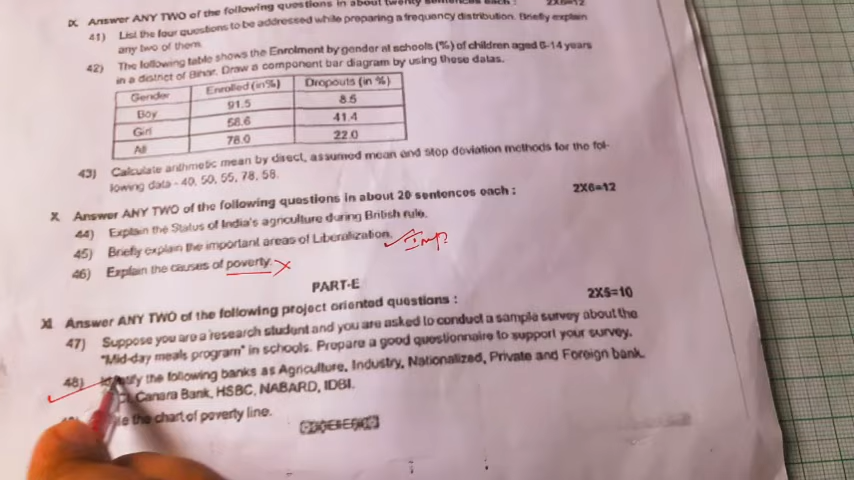 IX. Answer ANY TWO of the following questions in about twenty sentences each : 2X6=12
41) List the four questions to be addressed while preparing a frequency distribution. Briefly explain
any two of them.
42) The following table shows the Enrolment by gender at schools (%) of children aged 6-14 years
in a district of Bihar. Draw a component bar diagram by using these datas.
Gender Enrolled (in%) Dropouts (in %)
Boy 91.5 8.5
Girl 58.6 41.4
All 78.0 22.0
43) Calculate arithmetic mean by direct, assumed mean and step deviation methods for the fol-
lowing data - 40, 50, 55, 78, 58.
X. Answer ANY TWO of the following questions in about 20 sentences each : 2X6=12
44) Explain the Status of India's agriculture during British rule.
45) Briefly explain the important areas of Liberalization. Imp
46) Explain the causes of poverty.
PART-E
XI. Answer ANY TWO of the following project oriented questions : 2X5=10
47) Suppose you are a research student and you are asked to conduct a sample survey about the
"Mid-day meals program" in schools. Prepare a good questionnaire to support your survey.
48) Identify the following banks as Agriculture, Industry, Nationalized, Private and Foreign bank.
Canara Bank, HSBC, NABARD, IDBI.
the chart of poverty line.